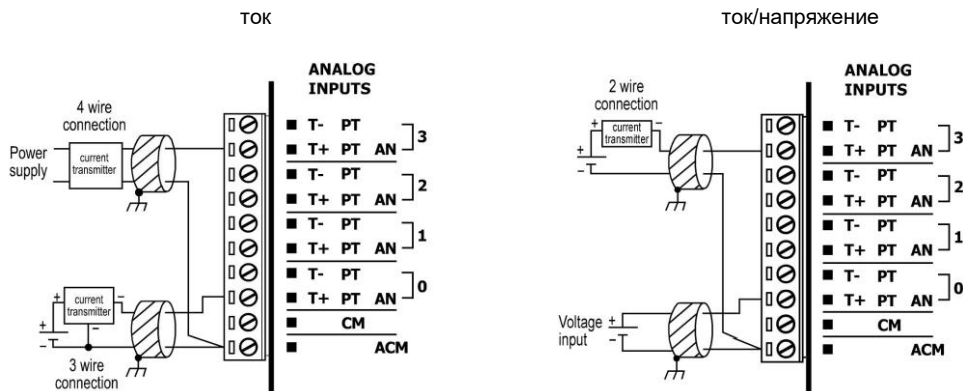 ток
ток/напряжение
4 wire
connection
Power
supply
current
transmitter
+
-
+
-
-
current
transmitter
3 wire
connection
ANALOG
INPUTS
T- PT
T+ PT AN 3
T- PT
T+ PT AN 2
T- PT
T+ PT AN 1
T- PT
T+ PT AN 0
CM
ACM
2 wire
connection
+
-
current
transmitter
+
-
Voltage
input
+
-
ANALOG
INPUTS
T- PT
T+ PT AN 3
T- PT
T+ PT AN 2
T- PT
T+ PT AN 1
T- PT
T+ PT AN 0
CM
ACM